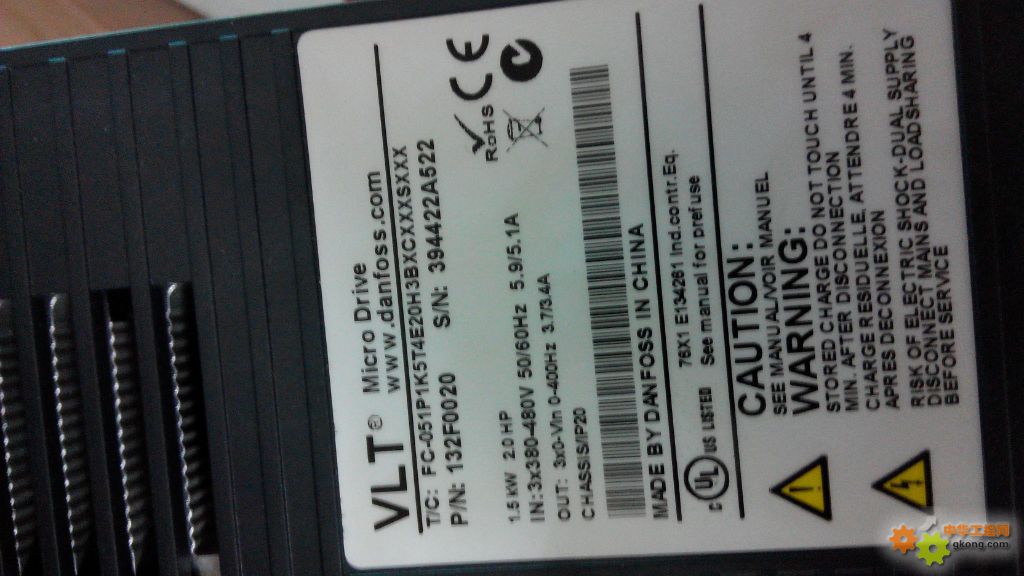 VLT® Micro Drive
www.danfoss.com
T/C: FC-051P1K5T4E20H3BXCXXXSXXX
P/N: 132F0020 S/N: 394422A522
1.5 kW 2.0 HP
IN: 3x380-480V 50/60Hz 5.9/5.1A
OUT: 3x0-Vin 0-400Hz 3.7/3.4A
CHASSIS/IP20
RoHS CE
MADE BY DANFOSS IN CHINA
C UL US LISTED 76X1 E134261 Ind.contr.Eq.
See manual for prefuse
CAUTION:
SEE MANUAL/VOIR MANUEL
WARNING:
STORED CHARGE DO NOT TOUCH UNTIL 4
MIN. AFTER DISCONNECTION
CHARGE RESIDUELLE, ATTENDRE 4 MIN.
APRES DECONNEXION
RISK OF ELECTRIC SHOCK-DUAL SUPPLY
DISCONNECT MAINS AND LOADSHARING
BEFORE SERVICE
中华工控网
gkong.com